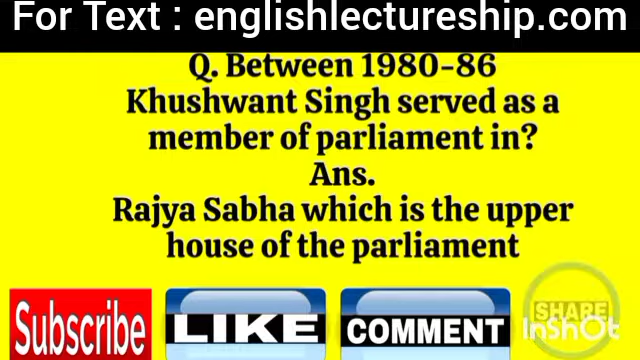 For Text : englishlectureship.com
Q. Between 1980-86
Khushwant Singh served as a
member of parliament in?
Ans.
Rajya Sabha which is the upper
house of the parliament
Subscribe
LIKE
COMMENT
SHARE
InShOt